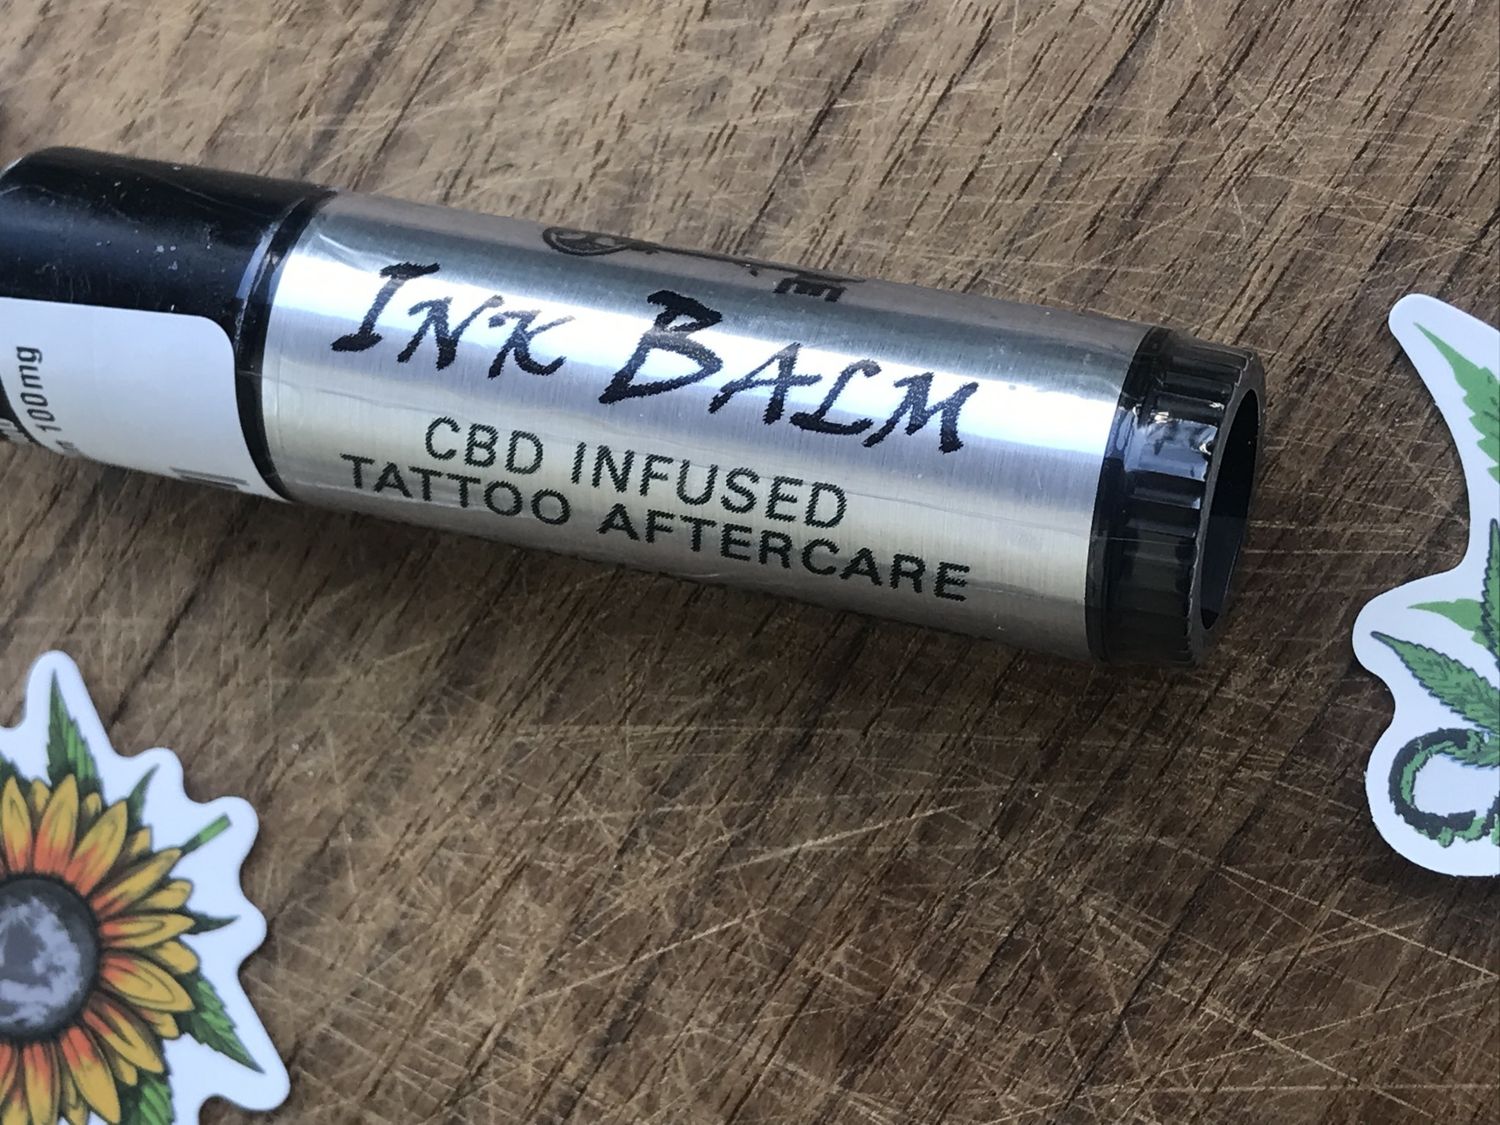 INK BALM
CBD INFUSED
TATTOO AFTERCARE
100mg